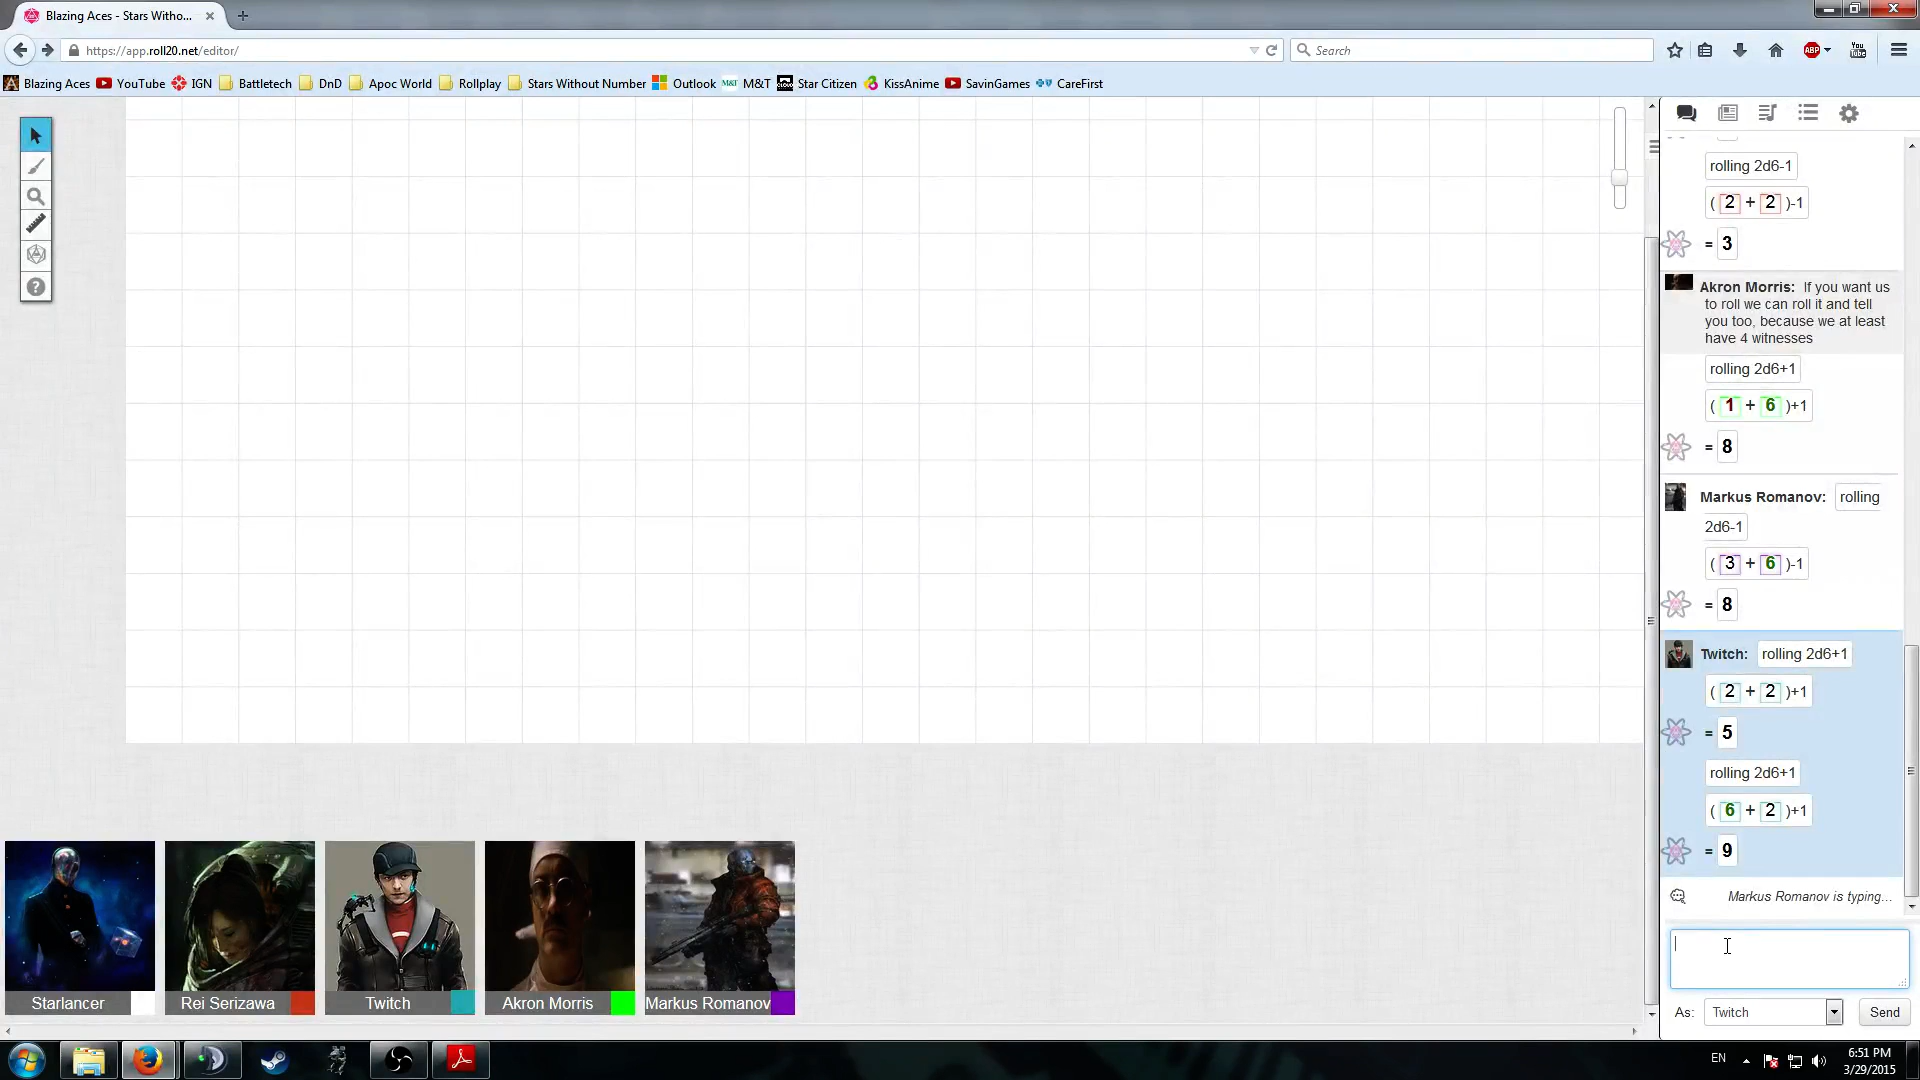 Blazing Aces - Stars Witho...
https://app.roll20.net/editor/
Search
ABP
You Tube
Blazing Aces
YouTube
IGN
Battletech
DnD
Apoc World
Rollplay
Stars Without Number
Outlook
M&T
M&T
Star Citizen
KissAnime
SavinGames
CareFirst
rolling 2d6-1
( 2 + 2 )-1
= 3
Akron Morris: If you want us
to roll we can roll it and tell
you too, because we at least
have 4 witnesses
rolling 2d6+1
( 1 + 6 )+1
= 8
Markus Romanov: rolling
2d6-1
( 3 + 6 )-1
= 8
Twitch: rolling 2d6+1
( 2 + 2 )+1
= 5
rolling 2d6+1
( 6 + 2 )+1
= 9
Markus Romanov is typing...
As: Twitch
Send
Starlancer
Rei Serizawa
Twitch
Akron Morris
Markus Romanov
EN
6:51 PM
3/29/2015